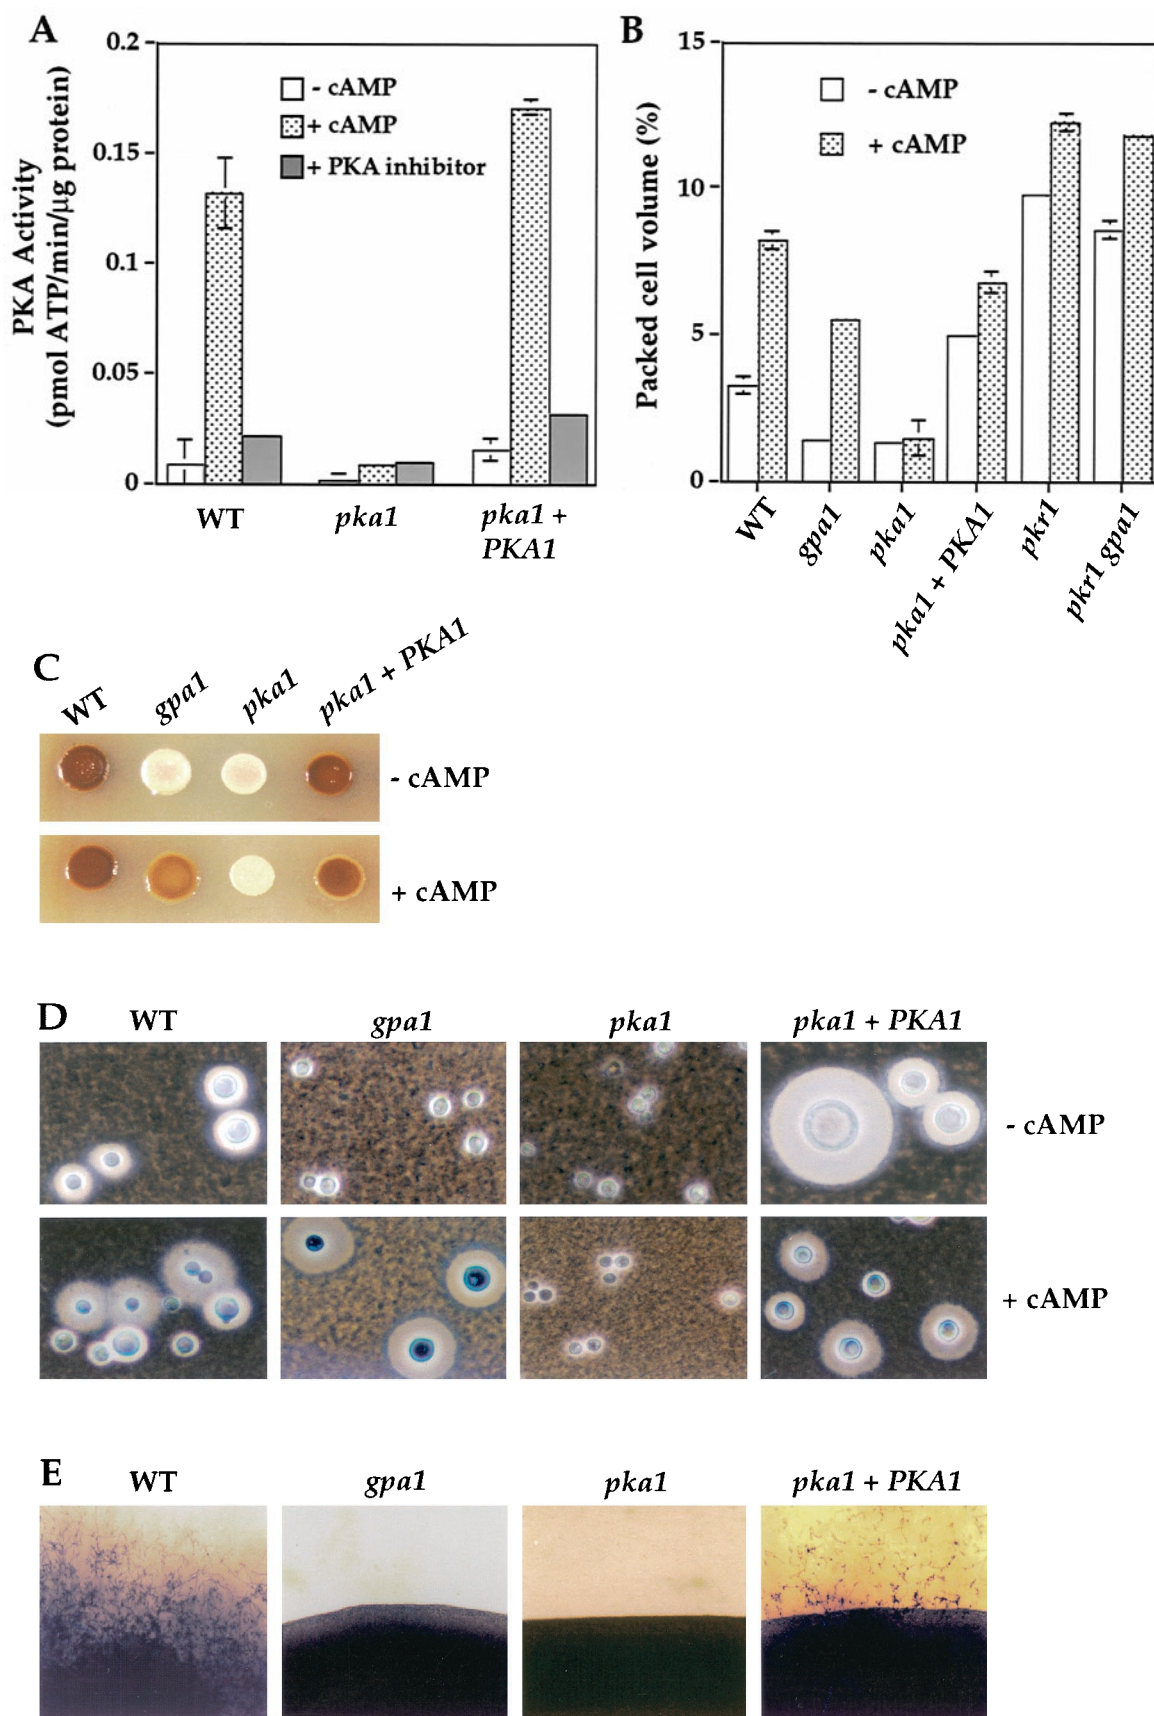 A
B
0.2
0.15
0.1
0.05
0
PKA Activity
(pmol ATP/min/µg protein)
- cAMP
+ cAMP
+ PKA inhibitor
WT
pka1
pka1 +
PKA1
15
10
5
0
Packed cell volume (%)
- cAMP
+ cAMP
WT
gpa1
pka1
pka1 + PKA1
pkr1
pkr1 gpa1
C
WT
gpa1
pka1
pka1 + PKA1
- cAMP
+ cAMP
D
WT
gpa1
pka1
pka1 + PKA1
- cAMP
+ cAMP
E
WT
gpa1
pka1
pka1 + PKA1